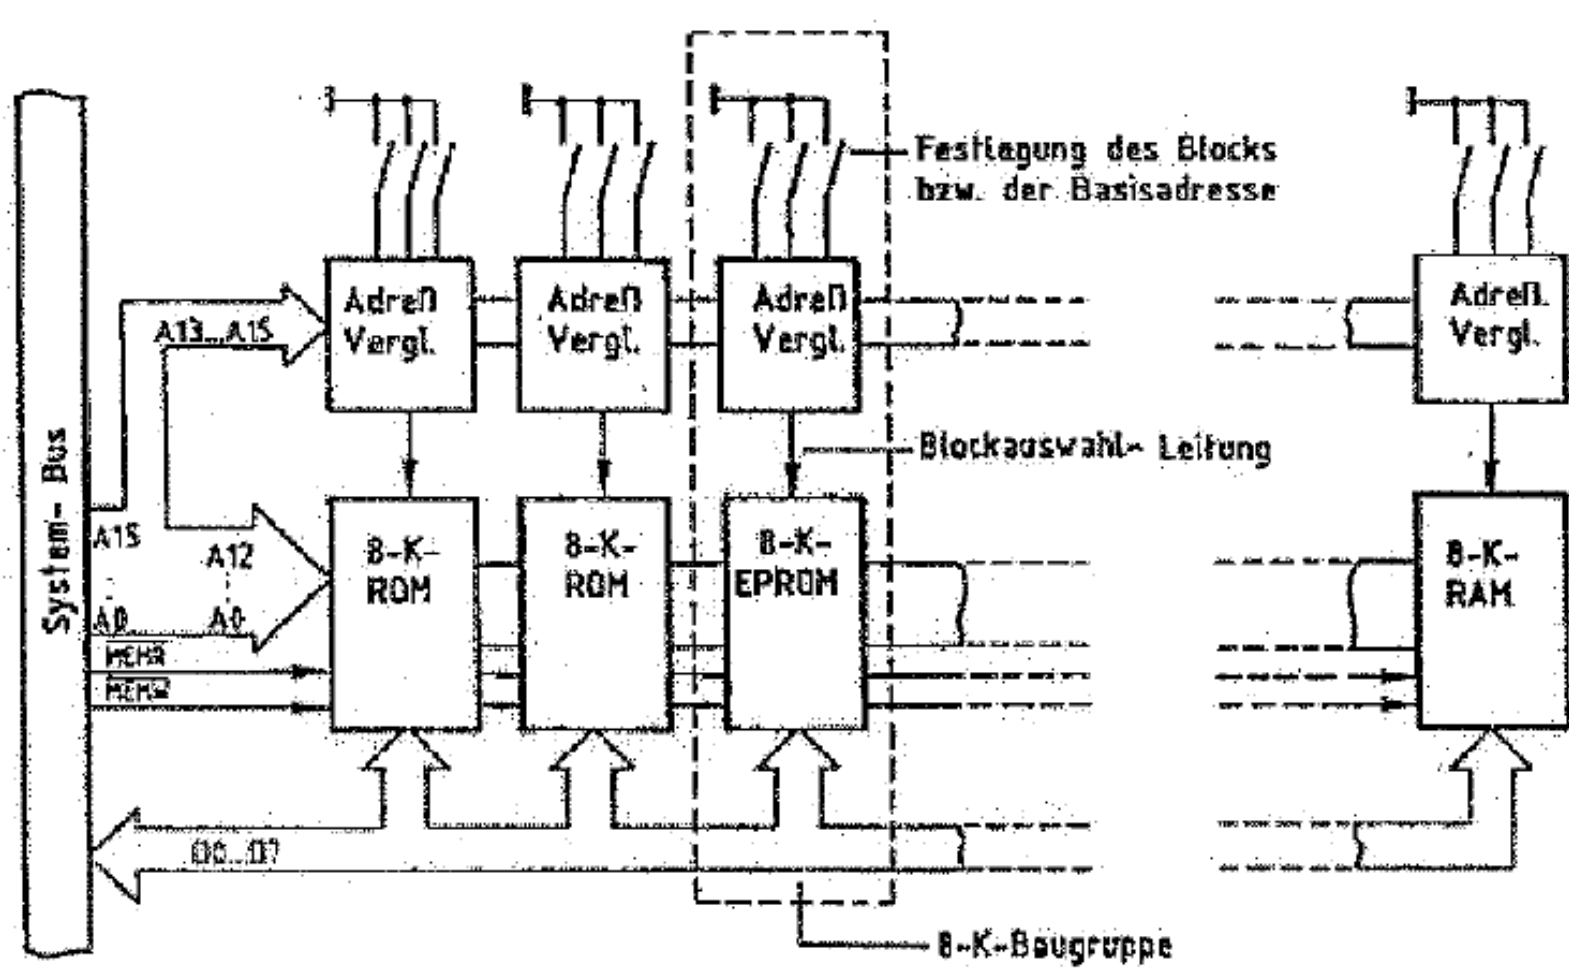 Festlegung des Blocks
bzw. der Basisadresse
Adreß
Vergl.
Adreß
Vergl.
Adreß
Vergl.
Adreß.
Vergl.
A13...A15
Blockauswahl- Leitung
System- Bus
A15
A12
A0
A0
8-K-
ROM
8-K-
ROM
8-K-
EPROM
8-K-
RAM
MEMR
MEMW
D0...D7
8-K-Baugruppe